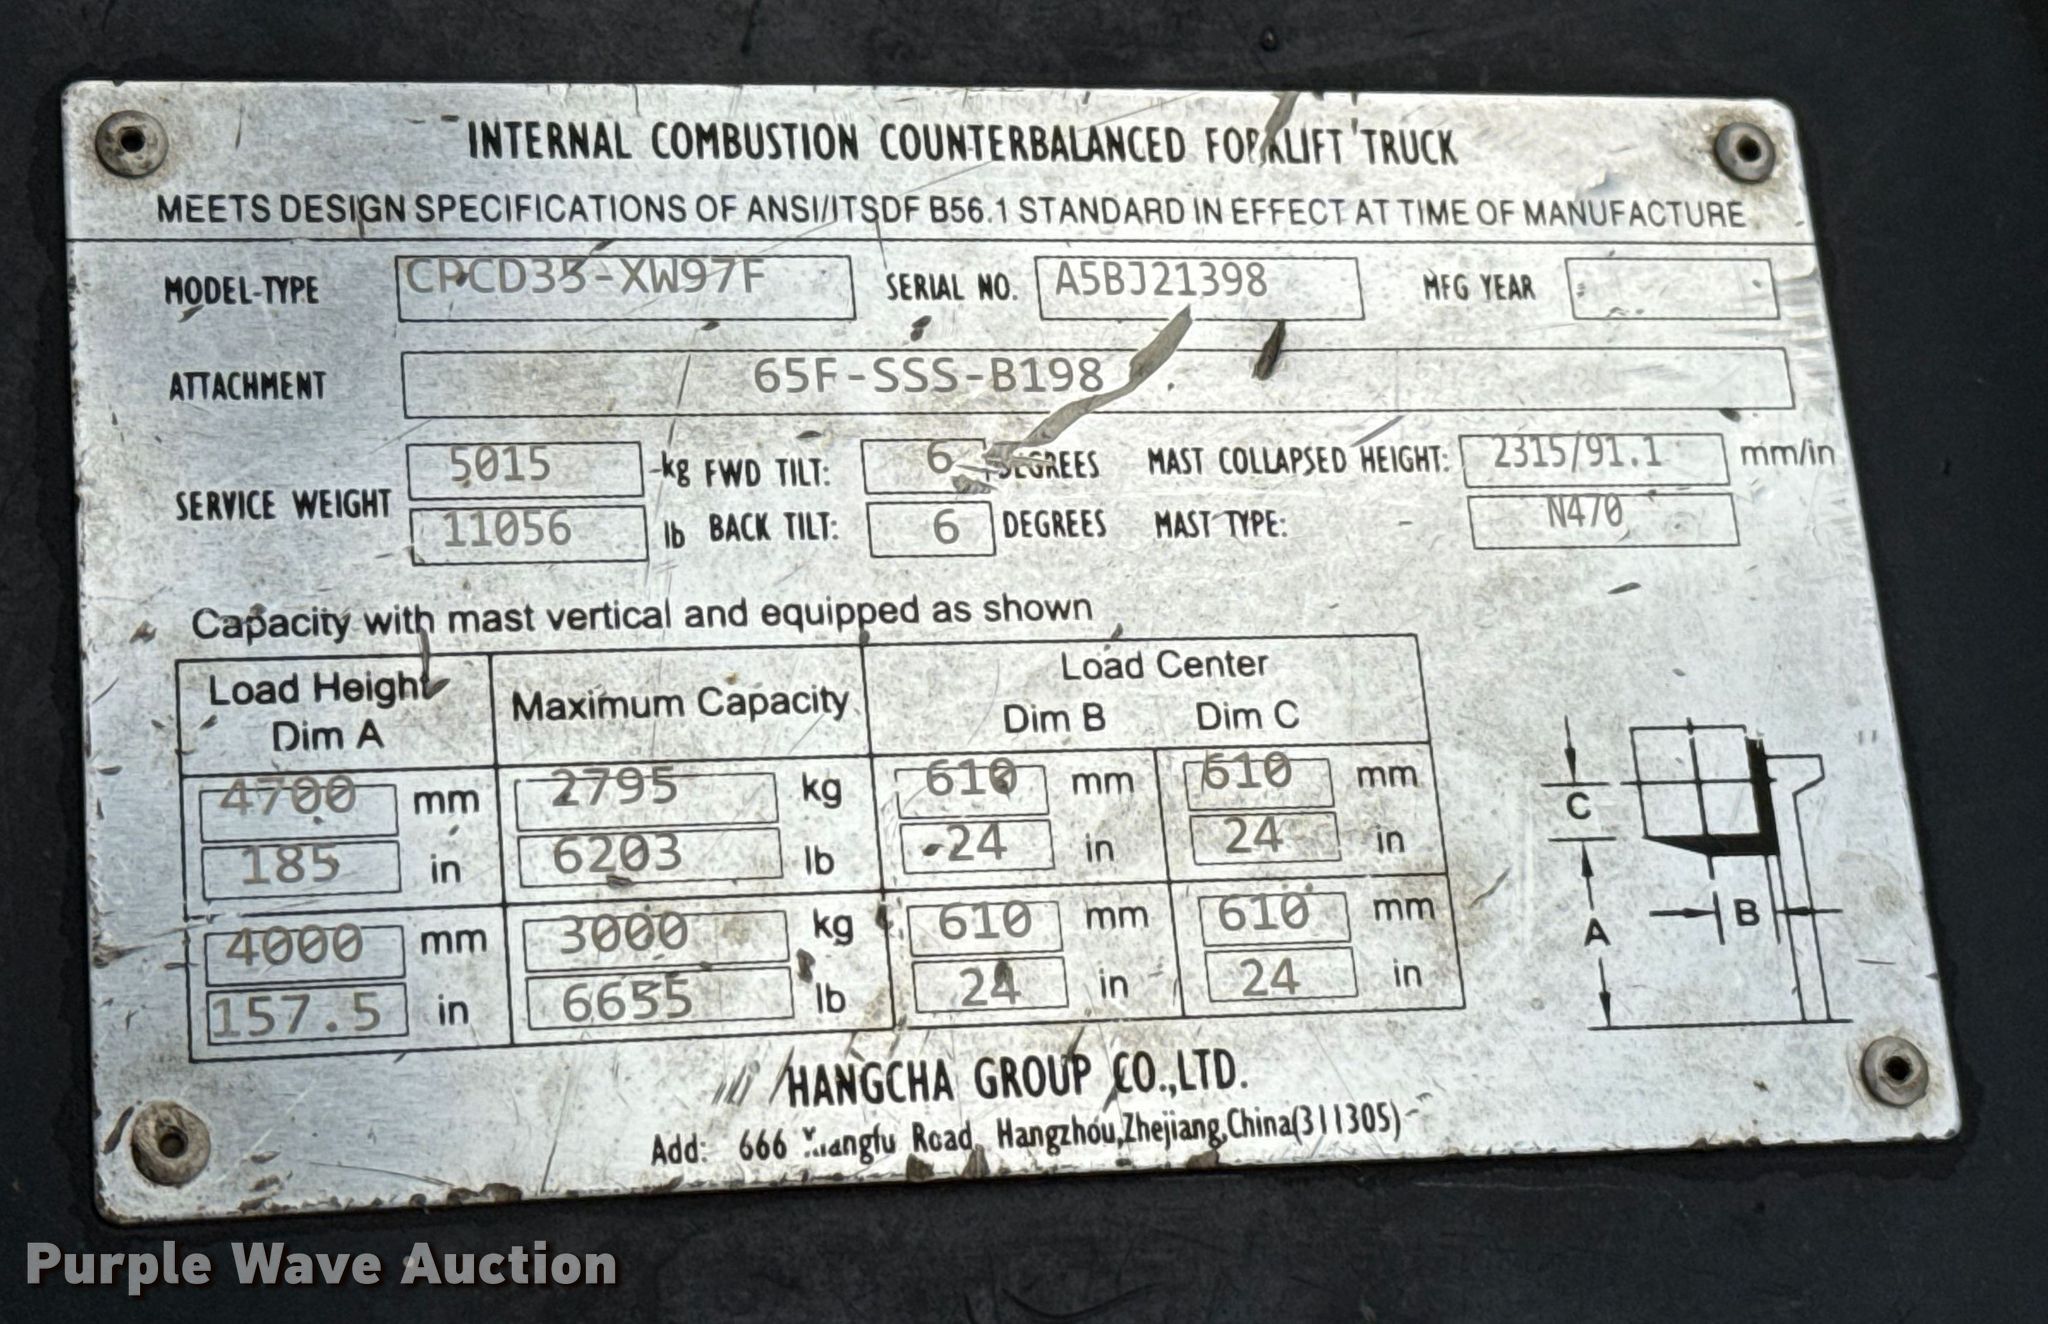 INTERNAL COMBUSTION COUNTERBALANCED FORKLIFT TRUCK
MEETS DESIGN SPECIFICATIONS OF ANSI/ITSDF B56.1 STANDARD IN EFFECT AT TIME OF MANUFACTURE
MODEL-TYPE CPCD35-XW97F SERIAL NO. A5BJ21398 MFG YEAR
ATTACHMENT 65F-SSS-B198
SERVICE WEIGHT 5015 kg FWD TILT: 6 DEGREES MAST COLLAPSED HEIGHT: 2315/91.1 mm/in
11056 lb BACK TILT: 6 DEGREES MAST TYPE: N470
Capacity with mast vertical and equipped as shown
Load Height Maximum Capacity Load Center
Dim A Dim B Dim C
4700 mm 2795 kg 610 mm 610 mm
185 in 6203 lb 24 in 24 in
4000 mm 3000 kg 610 mm 610 mm
157.5 in 6655 lb 24 in 24 in
C
A
B
HANGCHA GROUP CO.,LTD.
Add: 666 Road, Hangzhou,Zhejiang,China(311305)
Purple Wave Auction